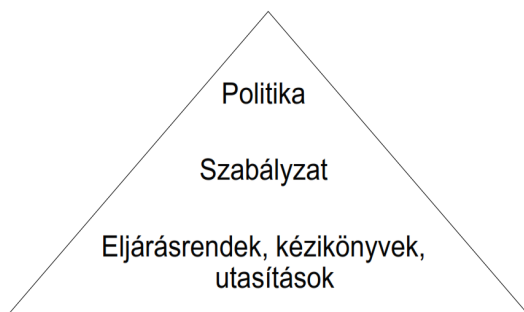 Politika
Szabályzat
Eljárásrendek, kézikönyvek,
utasítások